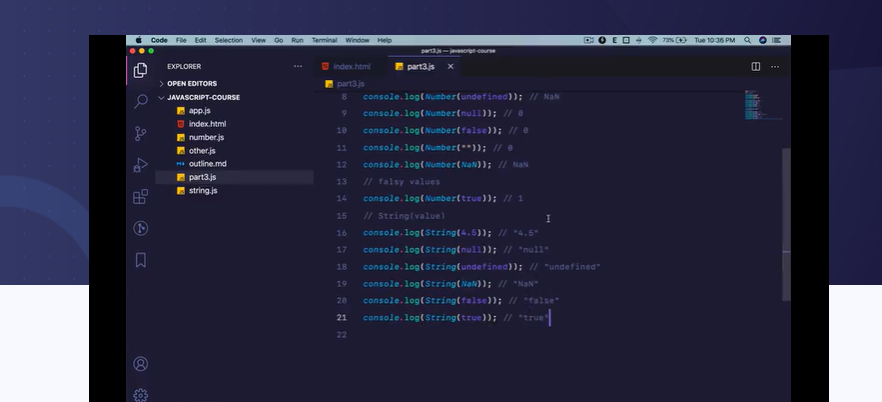 Code File Edit Selection View Go Run Terminal Window Help 73% Tue 10:36 PM
part3.js — javascript-course
EXPLORER
index.html
part3.js
OPEN EDITORS
JAVASCRIPT-COURSE
app.js
index.html
number.js
other.js
outline.md
part3.js
string.js
part3.js
8 console.log(Number(undefined)); // NaN
9 console.log(Number(null)); // 0
10 console.log(Number(false)); // 0
11 console.log(Number("")); // 0
12 console.log(Number(NaN)); // NaN
13 // falsy values
14 console.log(Number(true)); // 1
15 // String(value)
16 console.log(String(4.5)); // "4.5"
17 console.log(String(null)); // "null"
18 console.log(String(undefined)); // "undefined"
19 console.log(String(NaN)); // "NaN"
20 console.log(String(false)); // "false"
21 console.log(String(true)); // "true"
22